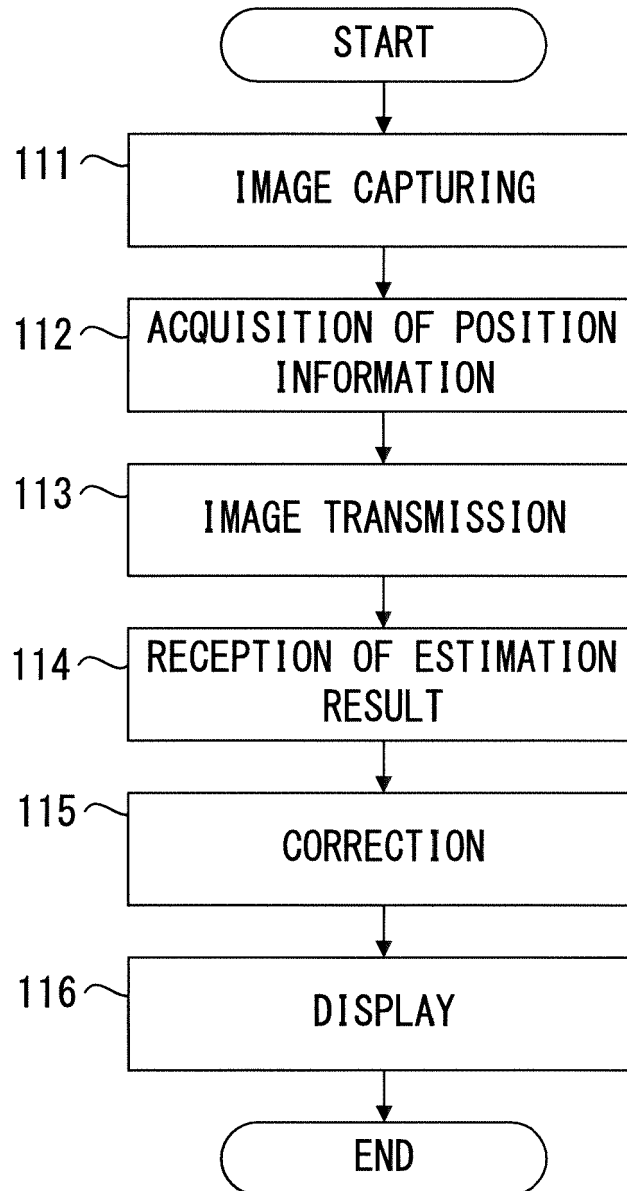 START
111
IMAGE CAPTURING
112
ACQUISITION OF POSITION
INFORMATION
113
IMAGE TRANSMISSION
114
RECEPTION OF ESTIMATION
RESULT
115
CORRECTION
116
DISPLAY
END